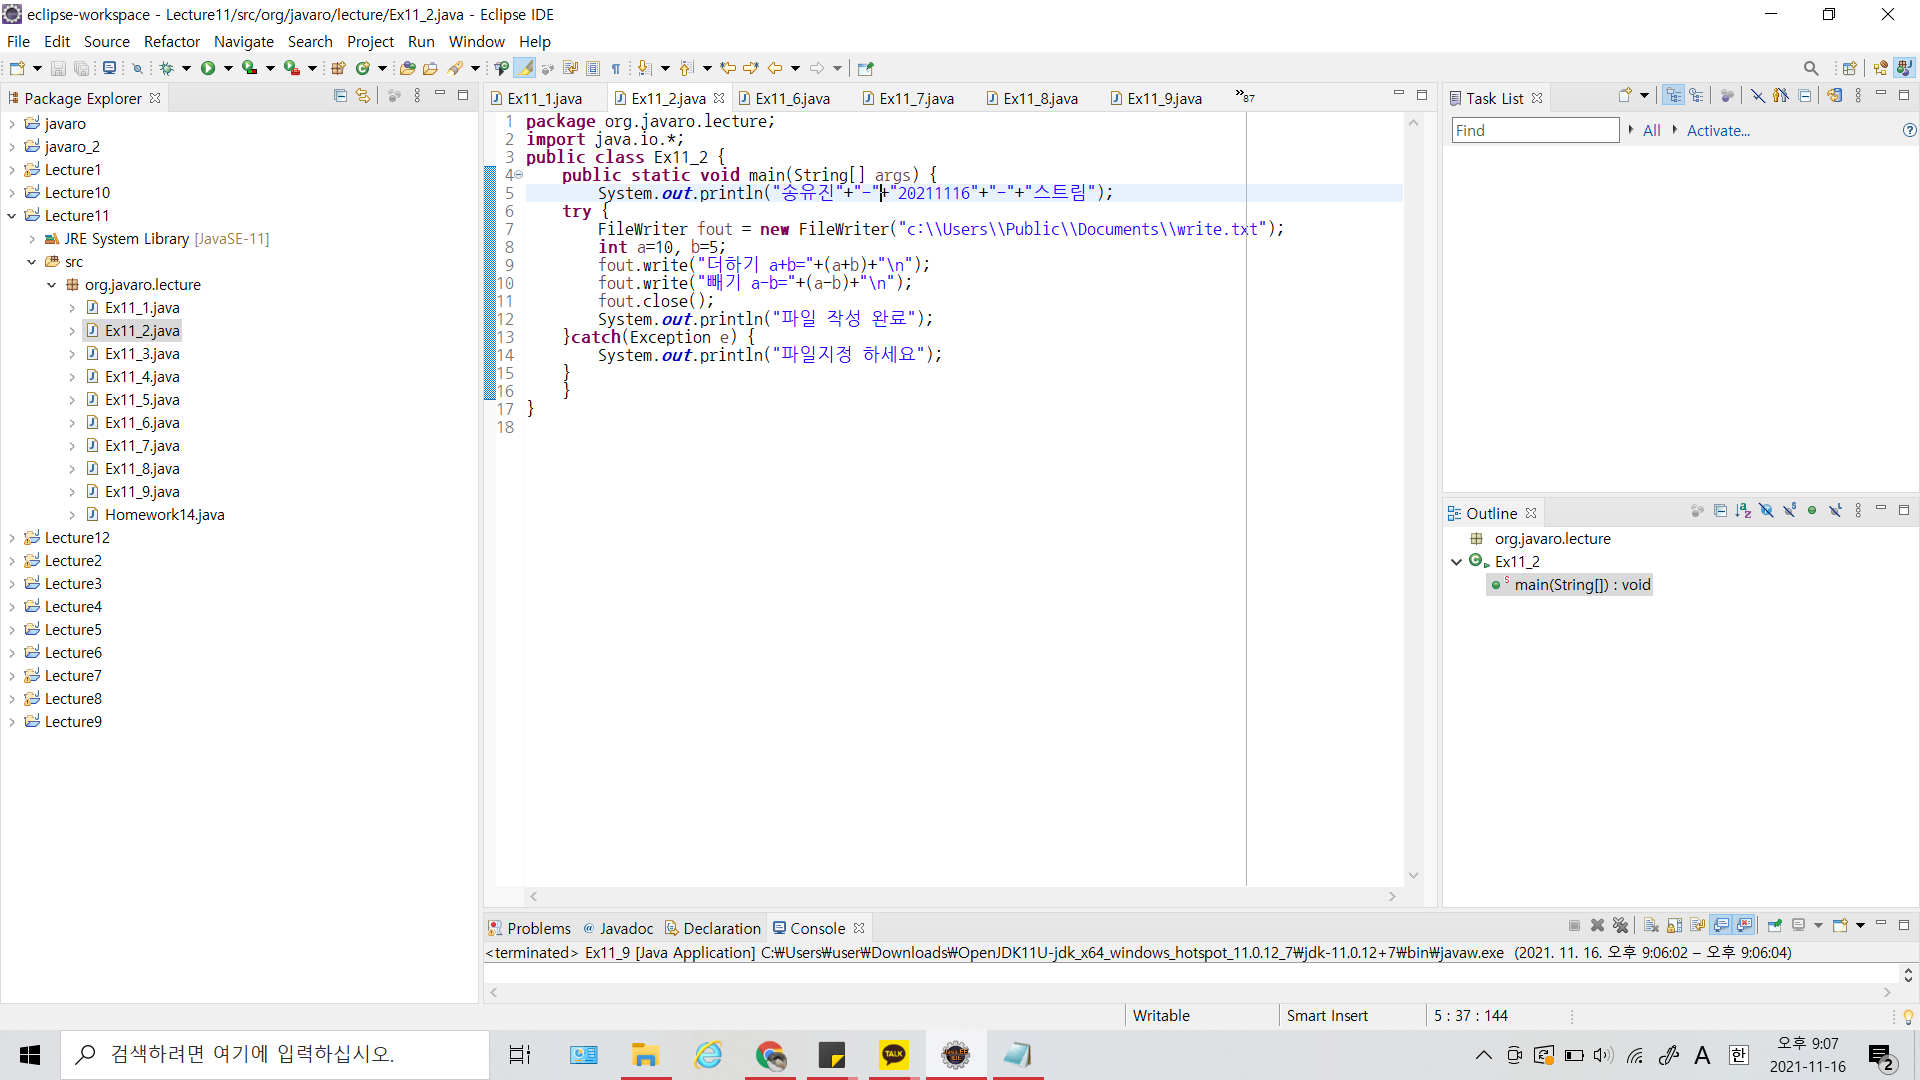 eclipse-workspace - Lecture11/src/org/javaro/lecture/Ex11_2.java - Eclipse IDE
File Edit Source Refactor Navigate Search Project Run Window Help
Package Explorer
javaro
javaro_2
Lecture1
Lecture10
Lecture11
JRE System Library [JavaSE-11]
src
org.javaro.lecture
Ex11_1.java
Ex11_2.java
Ex11_3.java
Ex11_4.java
Ex11_5.java
Ex11_6.java
Ex11_7.java
Ex11_8.java
Ex11_9.java
Homework14.java
Lecture12
Lecture2
Lecture3
Lecture4
Lecture5
Lecture6
Lecture7
Lecture8
Lecture9
Ex11_1.java Ex11_2.java Ex11_6.java Ex11_7.java Ex11_8.java Ex11_9.java »87
1 package org.javaro.lecture;
2 import java.io.*;
3 public class Ex11_2 {
4 public static void main(String[] args) {
5 System.out.println("송유진"+"-"+"20211116"+"-"+"스트림");
6 try {
7 FileWriter fout = new FileWriter("c:\\Users\\Public\\Documents\\write.txt");
8 int a=10, b=5;
9 fout.write("더하기 a+b="+(a+b)+"\n");
10 fout.write("빼기 a-b="+(a-b)+"\n");
11 fout.close();
12 System.out.println("파일 작성 완료");
13 }catch(Exception e) {
14 System.out.println("파일지정 하세요");
15 }
16 }
17 }
18
Task List
Find All Activate...
Outline
org.javaro.lecture
Ex11_2
main(String[]) : void
Problems Javadoc Declaration Console
<terminated> Ex11_9 [Java Application] C:₩Users₩user₩Downloads₩OpenJDK11U-jdk_x64_windows_hotspot_11.0.12_7₩jdk-11.0.12+7₩bin₩javaw.exe (2021. 11. 16. 오후 9:06:02 – 오후 9:06:04)
Writable Smart Insert 5 : 37 : 144
검색하려면 여기에 입력하십시오.
TALK
A 한
오후 9:07
2021-11-16
2